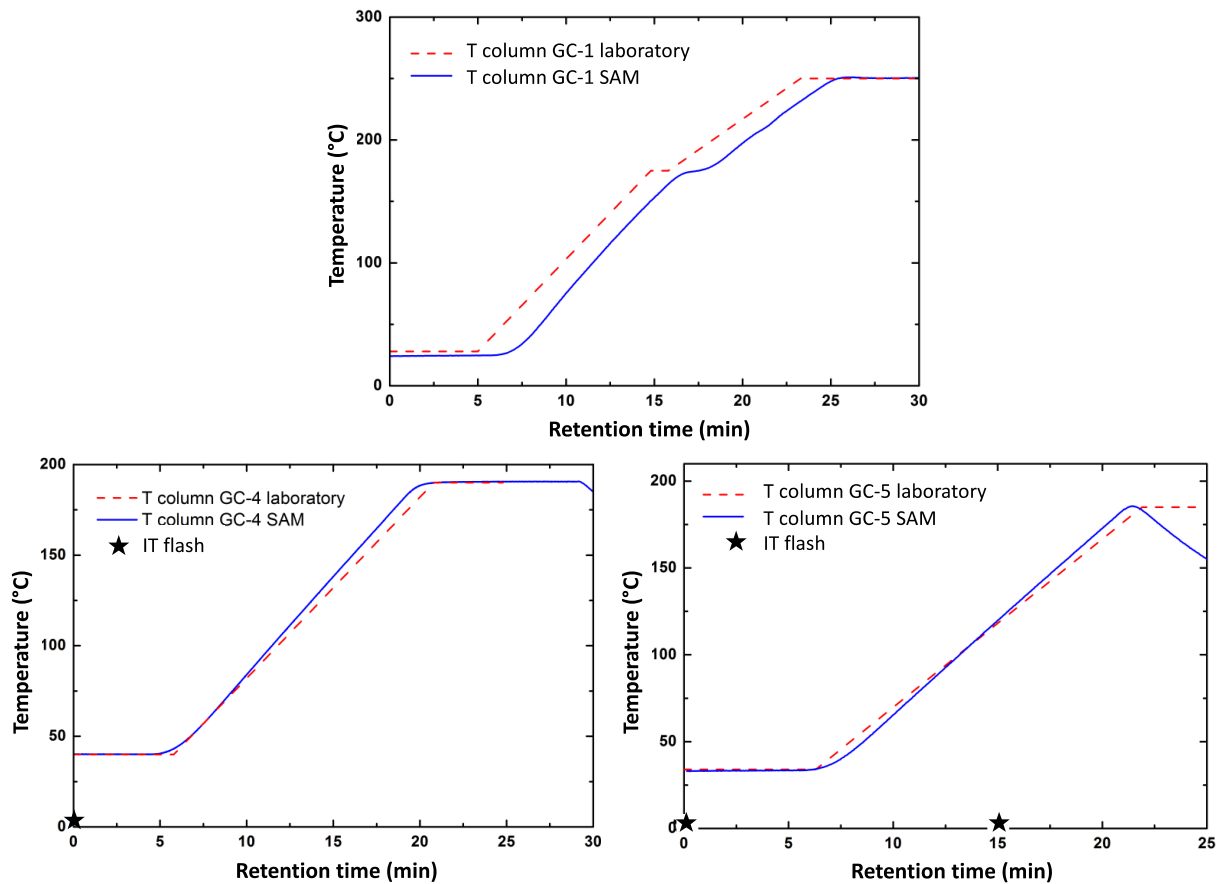 300
T column GC-1 laboratory
T column GC-1 SAM
200
100
0
Temperature (°C)
0 5 10 15 20 25 30
Retention time (min)
200
T column GC-4 laboratory
T column GC-4 SAM
IT flash
150
100
50
0
Temperature (°C)
0 5 10 15 20 25 30
Retention time (min)
200
T column GC-5 laboratory
T column GC-5 SAM
IT flash
150
100
50
0
Temperature (°C)
0 5 10 15 20 25
Retention time (min)